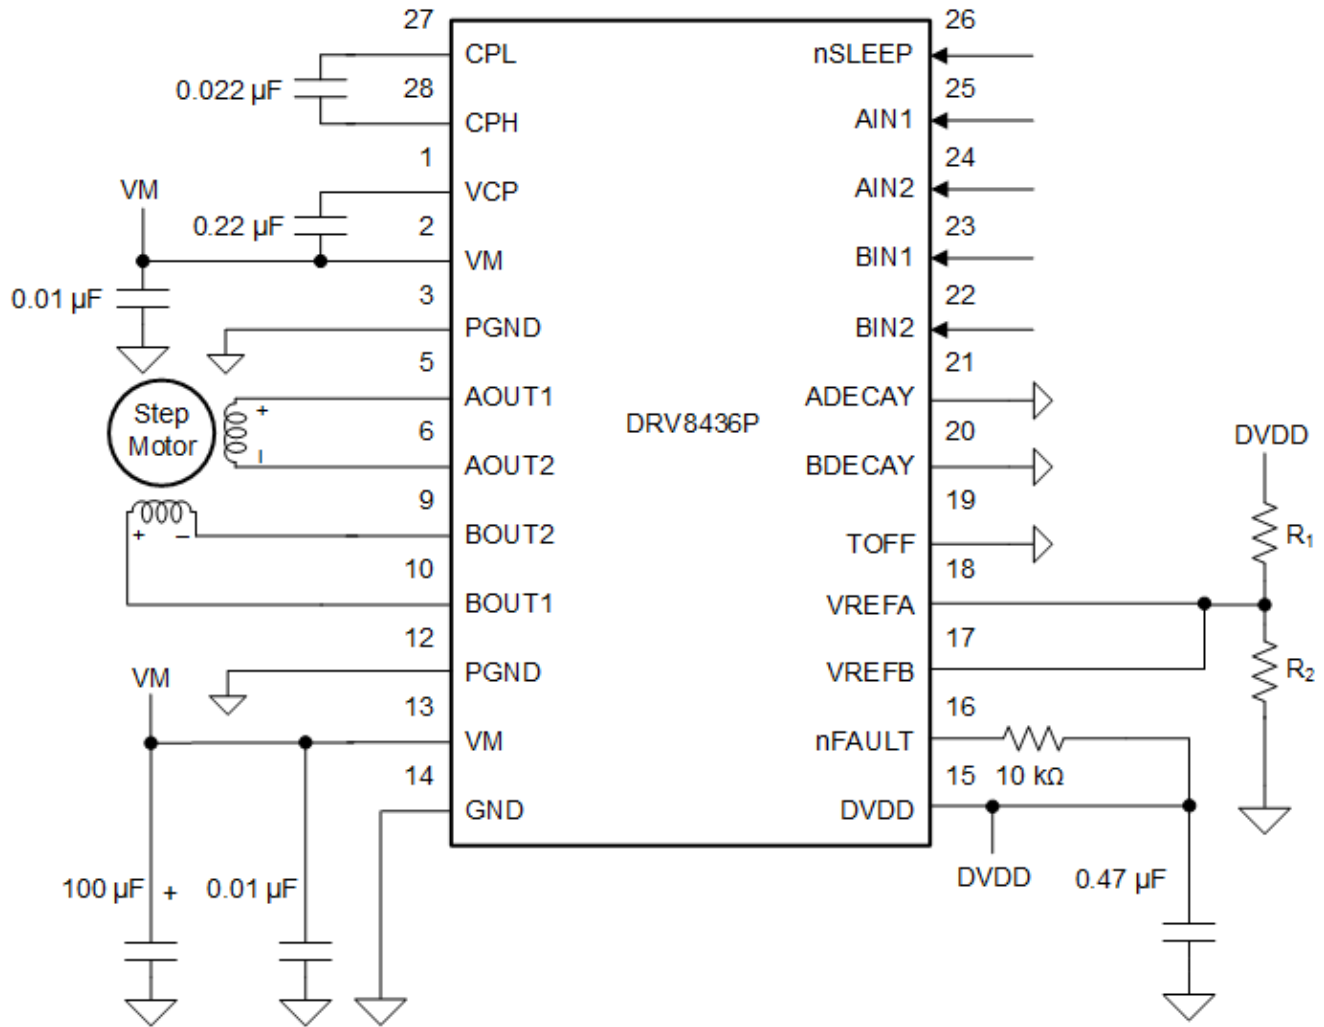 27
26
CPL
nSLEEP
0.022 µF
28
25
CPH
AIN1
1
24
VM
VCP
AIN2
0.22 µF
2
23
VM
BIN1
0.01 µF
3
22
PGND
BIN2
5
21
AOUT1
ADECAY
Step
Motor
+
–
6
DRV8436P
20
DVDD
AOUT2
BDECAY
9
19
R1
+ –
BOUT2
TOFF
10
18
BOUT1
VREFA
12
17
VM
PGND
VREFB
R2
13
16
VM
nFAULT
14
15
10 kΩ
GND
DVDD
100 µF +
0.01 µF
DVDD
0.47 µF